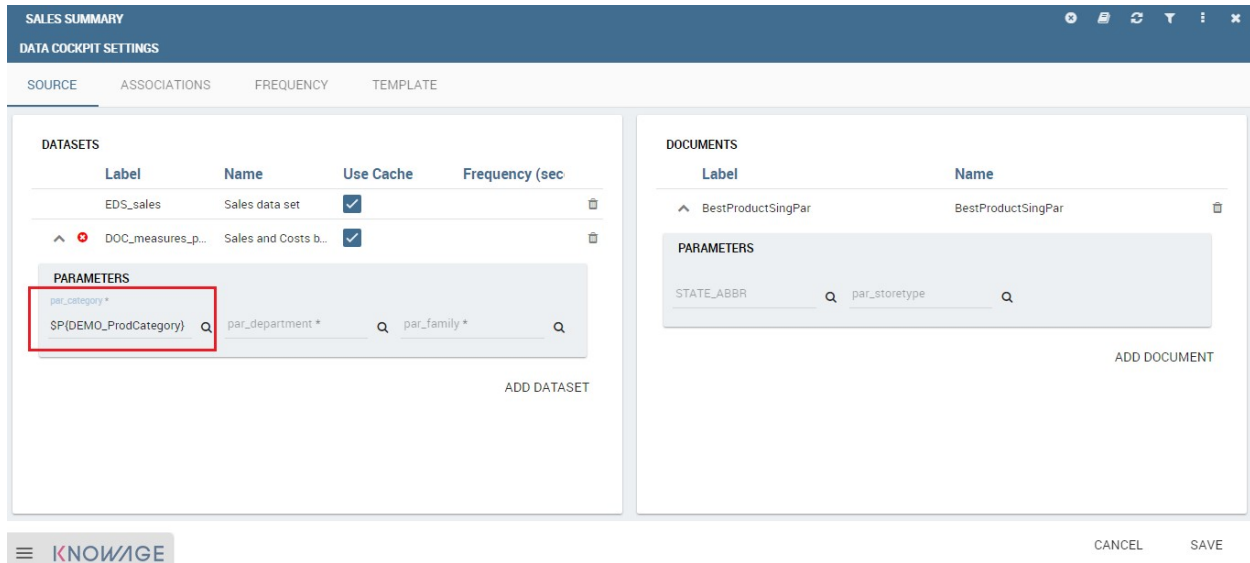 SALES SUMMARY
DATA COCKPIT SETTINGS
SOURCE ASSOCIATIONS FREQUENCY TEMPLATE
DATASETS
Label Name Use Cache Frequency (sec
EDS_sales Sales data set
DOC_measures_p... Sales and Costs b...
PARAMETERS
par_category *
$P{DEMO_ProdCategory} par_department * par_family *
ADD DATASET
DOCUMENTS
Label Name
BestProductSingPar BestProductSingPar
PARAMETERS
STATE_ABBR par_storetype
ADD DOCUMENT
KNOWAGE
CANCEL SAVE